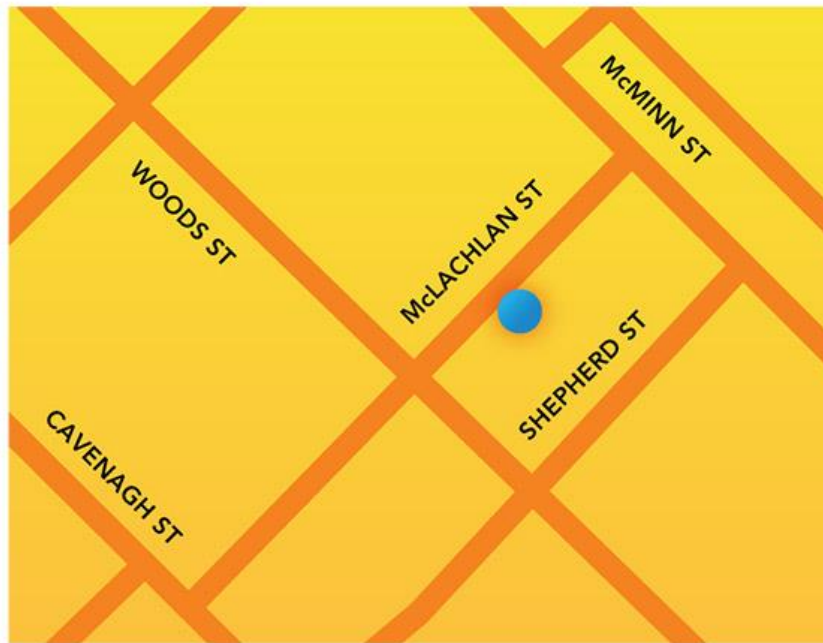 McMINN ST
WOODS ST
McLACHLAN ST
SHEPHERD ST
CAVENAGH ST